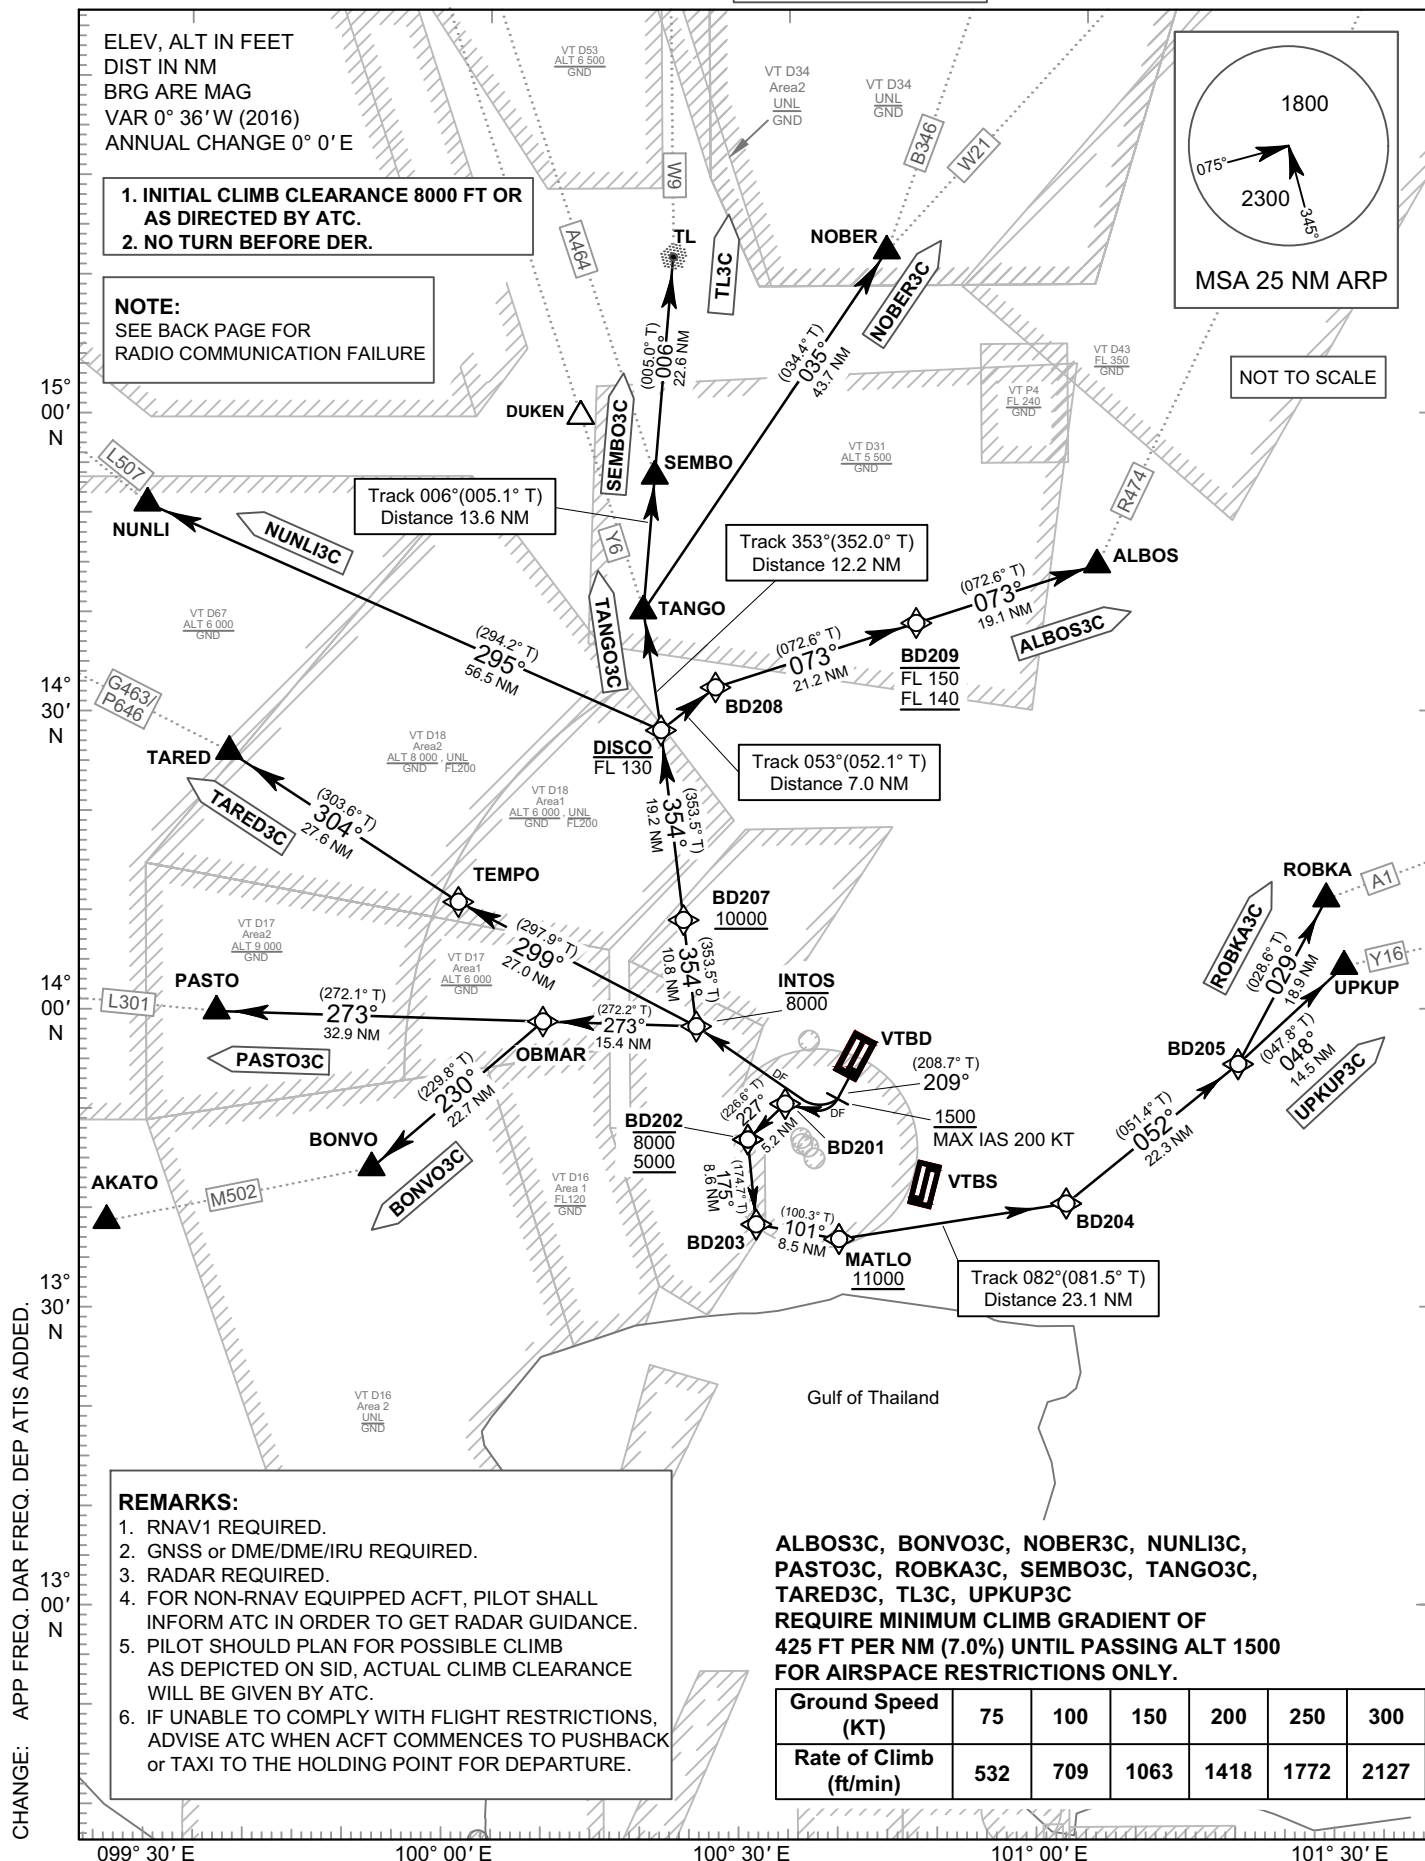 ELEV, ALT IN FEET
DIST IN NM
BRG ARE MAG
VAR 0° 36′ W (2016)
ANNUAL CHANGE 0° 0′ E
1. INITIAL CLIMB CLEARANCE 8000 FT OR
AS DIRECTED BY ATC.
2. NO TURN BEFORE DER.
NOTE:
SEE BACK PAGE FOR
RADIO COMMUNICATION FAILURE
VT D53
ALT 6 500
GND
VT D34
Area2
UNL
GND
VT D34
UNL
GND
B346
W21
W9
A464
1800
075°
2300
345°
MSA 25 NM ARP
NOT TO SCALE
TL
TL3C
NOBER
NOBER3C
(005.0° T)
006°
22.6 NM
(034.4° T)
035°
43.7 NM
VT D43
FL 350
GND
VT P4
FL 240
GND
VT D31
ALT 5 500
GND
15°
00′
N
DUKEN
SEMBO3C
SEMBO
L507
NUNLI
NUNLI3C
Track 006°(005.1° T)
Distance 13.6 NM
Y6
Track 353°(352.0° T)
Distance 12.2 NM
R474
ALBOS
(072.6° T)
073°
19.1 NM
ALBOS3C
TANGO
TANGO3C
VT D67
ALT 6 000
GND
(294.2° T)
295°
56.5 NM
(072.6° T)
073°
21.2 NM
BD209
FL 150
FL 140
BD208
G463/
P646
14°
30′
N
TARED
TARED3C
VT D18
Area2
ALT 8 000 , UNL
GND FL200
DISCO
FL 130
Track 053°(052.1° T)
Distance 7.0 NM
VT D18
Area1
ALT 6 000 , UNL
GND FL200
(303.6° T)
304°
27.6 NM
(353.5° T)
354°
19.2 NM
TEMPO
BD207
10000
ROBKA
A1
ROBKA3C
VT D17
Area2
ALT 9 000
GND
(297.9° T)
299°
27.0 NM
VT D17
Area1
ALT 6 000
GND
(353.5° T)
354°
10.8 NM
INTOS
8000
(028.6° T)
029°
18.9 NM
Y16
UPKUP
14°
00′
N
PASTO
L301
(272.1° T)
273°
32.9 NM
(272.2° T)
273°
15.4 NM
OBMAR
PASTO3C
VTBD
(208.7° T)
209°
DF
DF
1500
MAX IAS 200 KT
BD205
(047.8° T)
048°
14.5 NM
UPKUP3C
(229.8° T)
230°
22.7 NM
BONVO
BONVO3C
BD202
8000
5000
(226.6° T)
227°
5.2 NM
BD201
(051.4° T)
052°
22.3 NM
AKATO
M502
VT D16
Area 1
FL120
GND
(174.7° T)
175°
8.6 NM
VTBS
BD204
BD203
(100.3° T)
101°
8.5 NM
MATLO
11000
Track 082°(081.5° T)
Distance 23.1 NM
13°
30′
N
VT D16
Area 2
UNL
GND
Gulf of Thailand
REMARKS:
1. RNAV1 REQUIRED.
2. GNSS or DME/DME/IRU REQUIRED.
3. RADAR REQUIRED.
4. FOR NON-RNAV EQUIPPED ACFT, PILOT SHALL
INFORM ATC IN ORDER TO GET RADAR GUIDANCE.
5. PILOT SHOULD PLAN FOR POSSIBLE CLIMB
AS DEPICTED ON SID, ACTUAL CLIMB CLEARANCE
WILL BE GIVEN BY ATC.
6. IF UNABLE TO COMPLY WITH FLIGHT RESTRICTIONS,
ADVISE ATC WHEN ACFT COMMENCES TO PUSHBACK
or TAXI TO THE HOLDING POINT FOR DEPARTURE.
13°
00′
N
ALBOS3C, BONVO3C, NOBER3C, NUNLI3C,
PASTO3C, ROBKA3C, SEMBO3C, TANGO3C,
TARED3C, TL3C, UPKUP3C
REQUIRE MINIMUM CLIMB GRADIENT OF
425 FT PER NM (7.0%) UNTIL PASSING ALT 1500
FOR AIRSPACE RESTRICTIONS ONLY.
Ground Speed (KT) 75 100 150 200 250 300
Rate of Climb (ft/min) 532 709 1063 1418 1772 2127
099° 30′ E 100° 00′ E 100° 30′ E 101° 00′ E 101° 30′ E
CHANGE: APP FREQ. DAR FREQ. DEP ATIS ADDED.